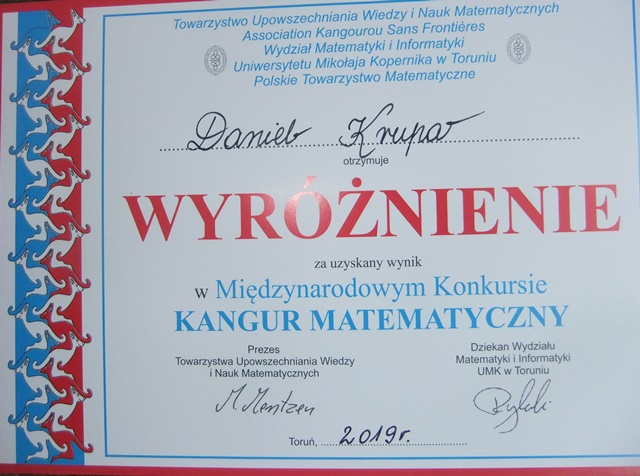 Towarzystwo Upowszechniania Wiedzy i Nauk Matematycznych
Association Kangourou Sans Frontières
Wydział Matematyki i Informatyki
Uniwersytetu Mikołaja Kopernika w Toruniu
Polskie Towarzystwo Matematyczne
Daniel Krupa
otrzymuje
WYRÓŻNIENIE
za uzyskany wynik
w Międzynarodowym Konkursie
KANGUR MATEMATYCZNY
Prezes
Towarzystwa Upowszechniania Wiedzy
i Nauk Matematycznych
Dziekan Wydziału
Matematyki i Informatyki
UMK w Toruniu
M. Mentzen
Toruń, 2019r.